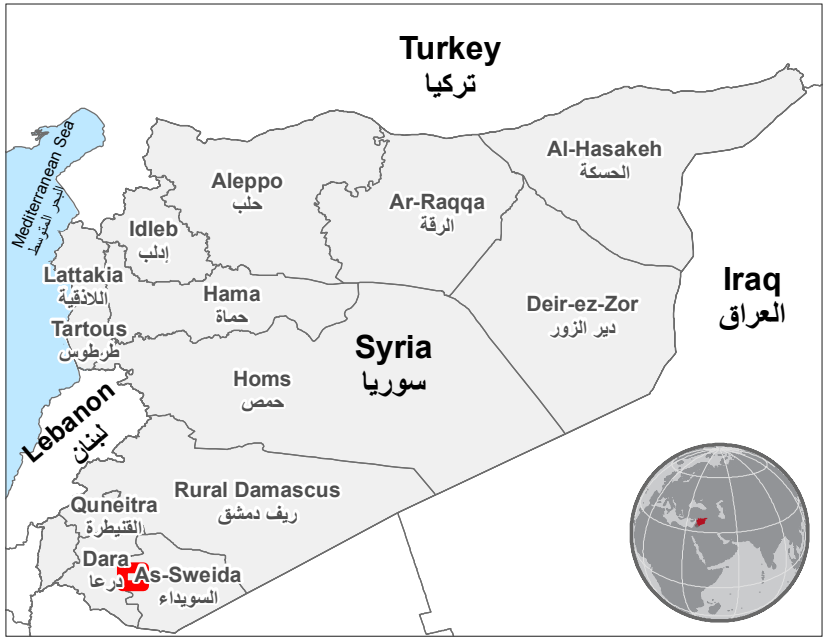 Turkey
تركيا
Mediterranean Sea
البحر المتوسط
Al-Hasakeh
الحسكة
Aleppo
حلب
Ar-Raqqa
الرقة
Idleb
إدلب
Lattakia
اللاذقية
Hama
حماة
Iraq
العراق
Deir-ez-Zor
دير الزور
Tartous
طرطوس
Syria
سوريا
Homs
حمص
Lebanon
لبنان
Rural Damascus
ريف دمشق
Quneitra
القنيطرة
Dara
درعا
As-Sweida
السويداء